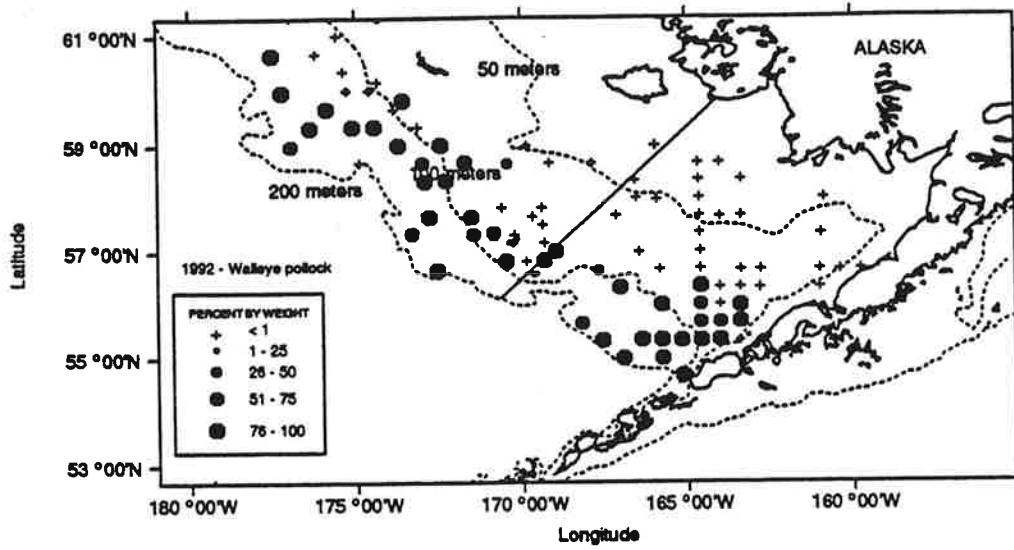 61 °00'N
ALASKA
50 meters
59 °00'N
100 meters
200 meters
Latitude
57 °00'N
1992 - Walleye pollock
PERCENT BY WEIGHT
< 1
1 - 25
26 - 50
51 - 75
76 - 100
55 °00'N
53 °00'N
180 °00'W
175 °00'W
170 °00'W
165 °00'W
160 °00'W
Longitude